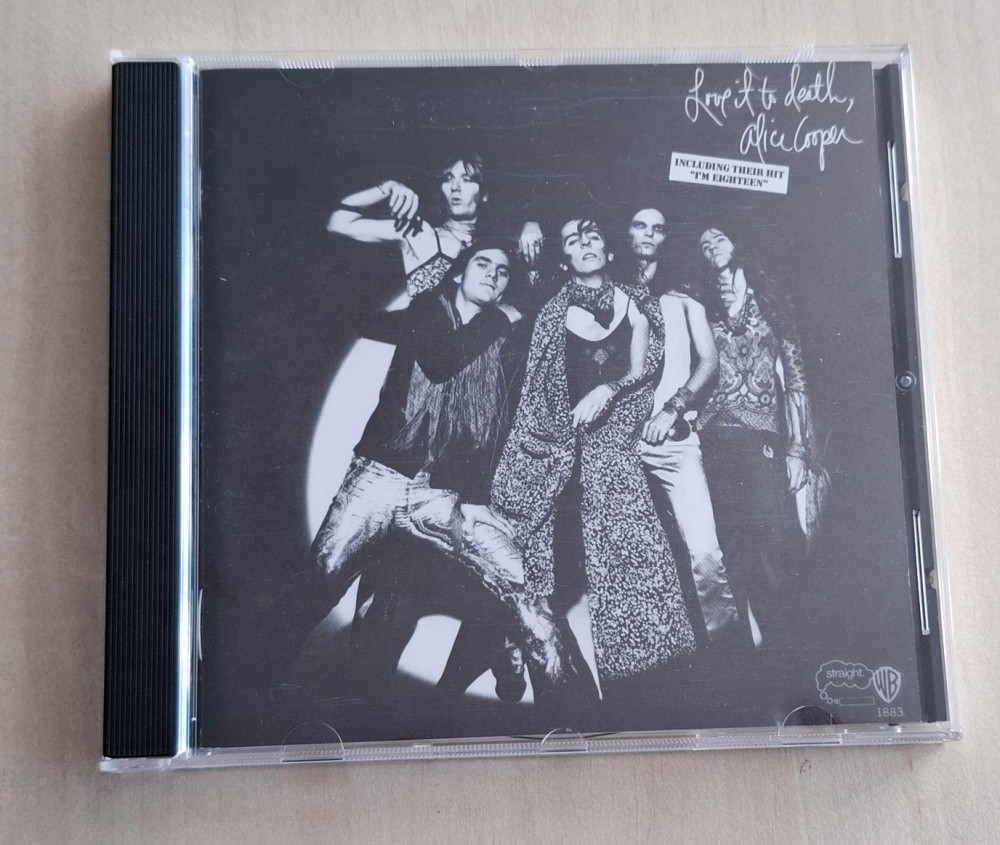 Love it to death,
Alice Cooper
INCLUDING THEIR HIT
"I'M EIGHTEEN"
straight.
WB
1883